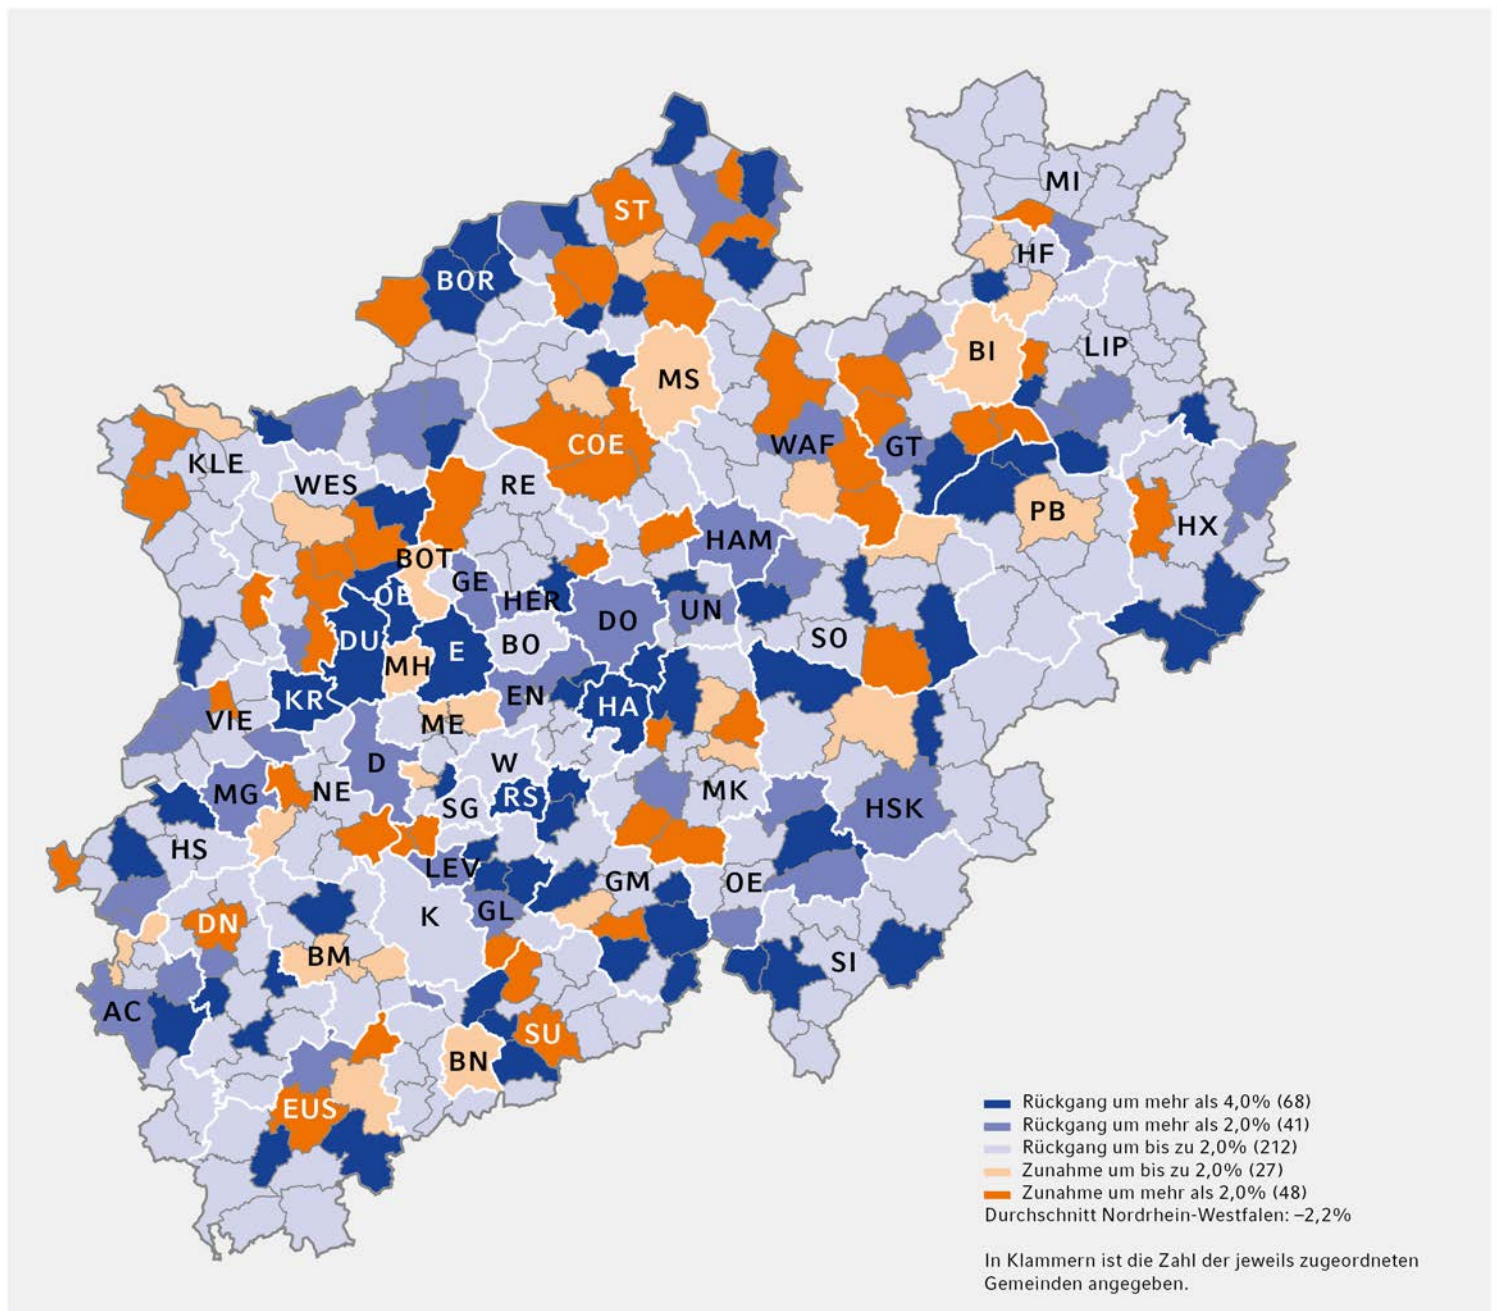 MI
ST
HF
BOR
BI
LIP
MS
COE
WAF
GT
KLE
WES
RE
PB
HX
HAM
BOT
GE
OB
HER
DO
UN
DU
BO
SO
E
MH
KR
EN
HA
VIE
ME
D
W
MG
NE
RS
MK
SG
HSK
HS
LEV
GM
OE
K
GL
DN
BM
SI
AC
SU
BN
EUS
Rückgang um mehr als 4,0% (68)
Rückgang um mehr als 2,0% (41)
Rückgang um bis zu 2,0% (212)
Zunahme um bis zu 2,0% (27)
Zunahme um mehr als 2,0% (48)
Durchschnitt Nordrhein-Westfalen: –2,2%
In Klammern ist die Zahl der jeweils zugeordneten
Gemeinden angegeben.